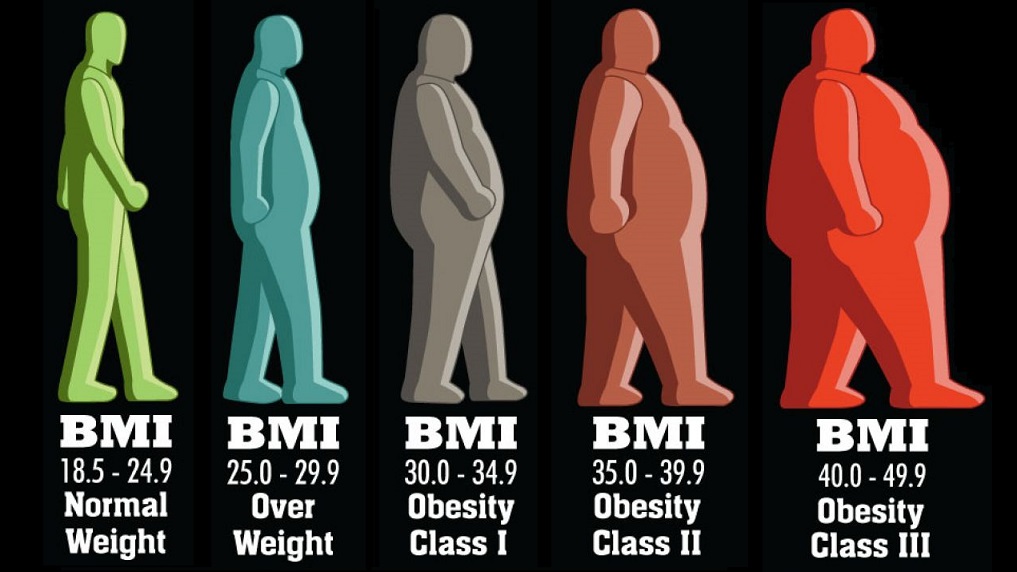 BMI
18.5 - 24.9
Normal
Weight
BMI
25.0 - 29.9
Over
Weight
BMI
30.0 - 34.9
Obesity
Class I
BMI
35.0 - 39.9
Obesity
Class II
BMI
40.0 - 49.9
Obesity
Class III